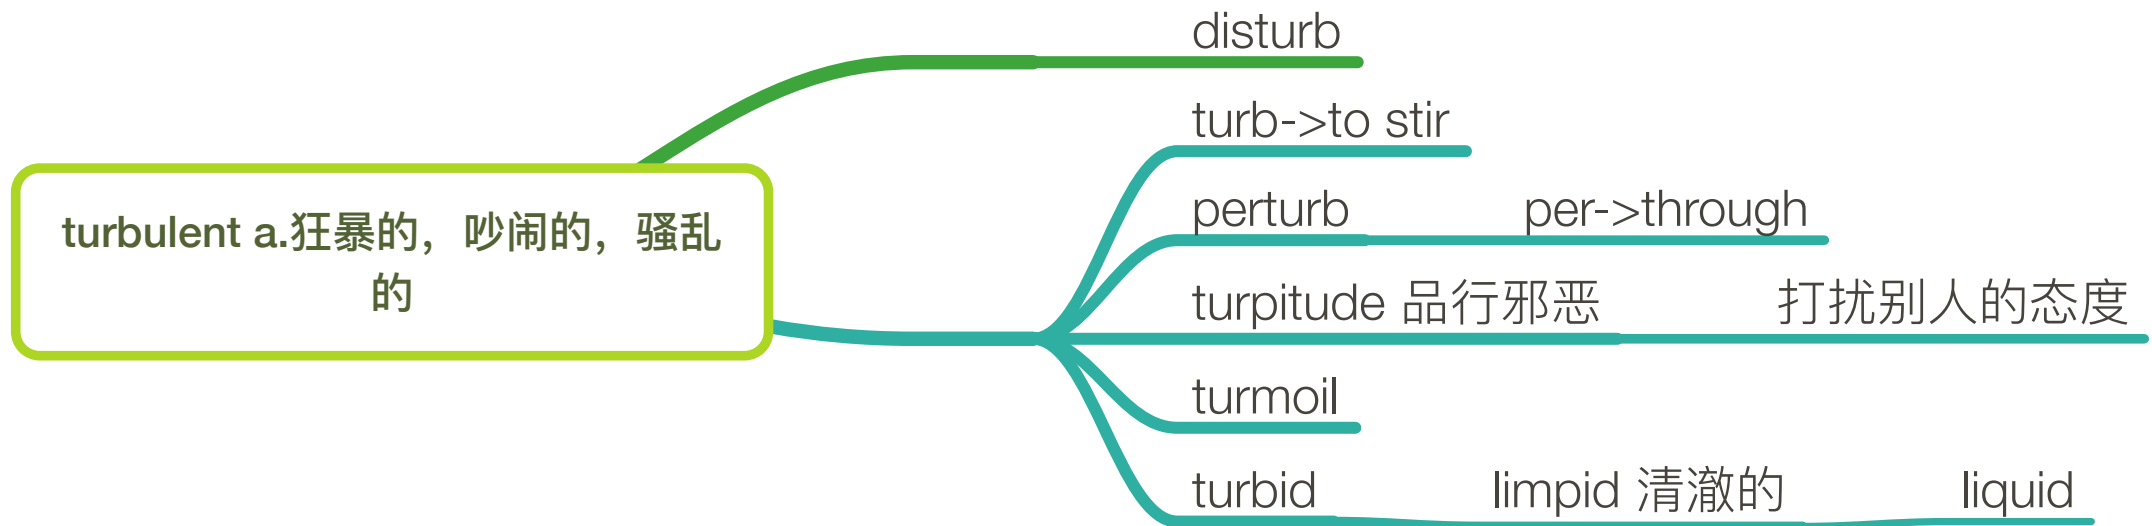 disturb
turb->to stir
turbulent a.狂暴的，吵闹的，骚乱
的
perturb
per->through
turpitude 品行邪恶
打扰别人的态度
turmoil
turbid
limpid 清澈的
liquid